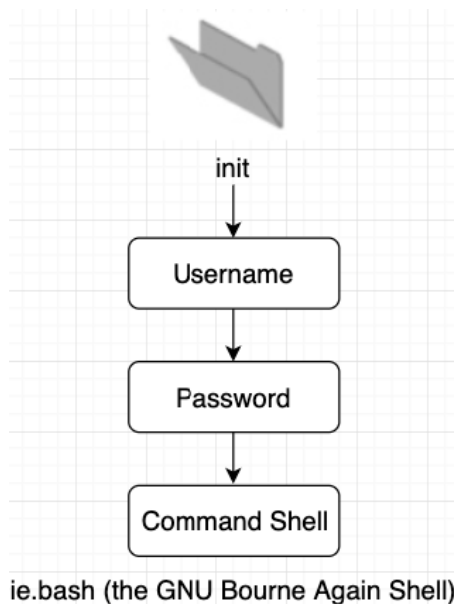 init
Username
Password
Command Shell
ie.bash (the GNU Bourne Again Shell)